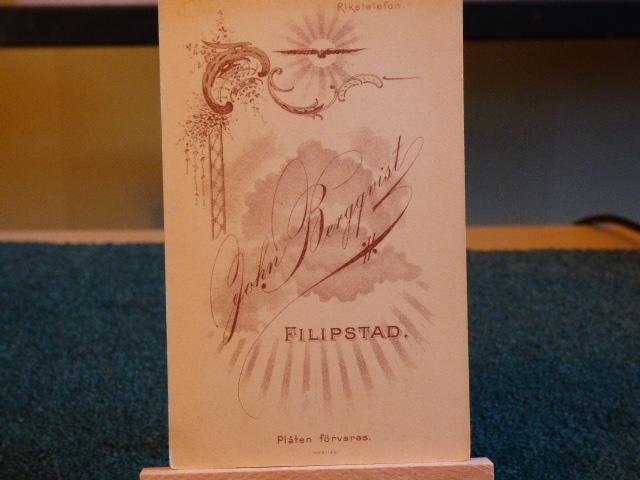 Rikstelefon.
John Bergqvist
FILIPSTAD.
Plåten förvaras.